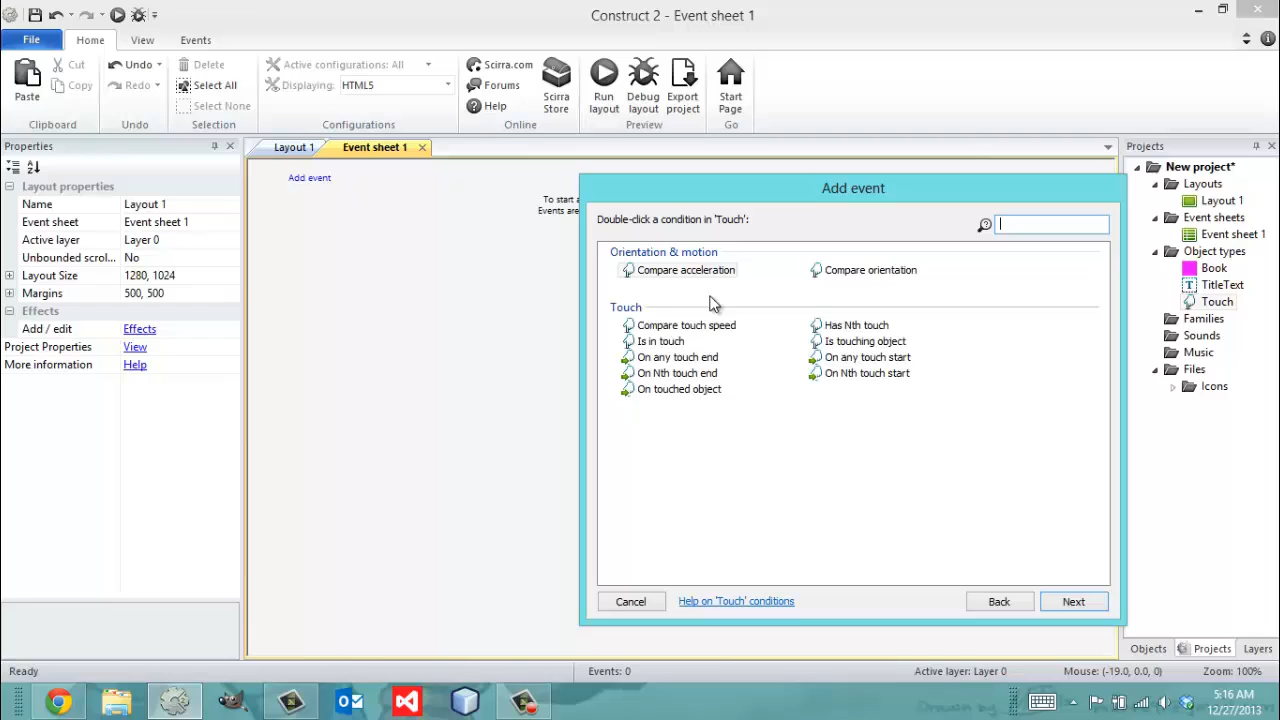 Construct 2 - Event sheet 1
File Home View Events
Paste
Cut
Copy
Clipboard
Undo
Redo
Undo
Delete
Select All
Select None
Selection
Active configurations: All
Displaying: HTML5
Configurations
Scirra.com
Forums
Help
Scirra Store
Online
Run layout
Debug layout
Export project
Preview
Start Page
Go
Properties
Layout properties
Name Layout 1
Event sheet Event sheet 1
Active layer Layer 0
Unbounded scrol... No
Layout Size 1280, 1024
Margins 500, 500
Effects
Add / edit Effects
Project Properties View
More information Help
Layout 1 Event sheet 1
Add event
To start a
Events are
Add event
Double-click a condition in 'Touch':
Orientation & motion
Compare acceleration Compare orientation
Touch
Compare touch speed Has Nth touch
Is in touch Is touching object
On any touch end On any touch start
On Nth touch end On Nth touch start
On touched object
Cancel Help on 'Touch' conditions Back Next
Projects
New project*
Layouts
Layout 1
Event sheets
Event sheet 1
Object types
Book
T TitleText
Touch
Families
Sounds
Music
Files
Icons
Objects Projects Layers
Ready Events: 0 Active layer: Layer 0 Mouse: (-19.0, 0.0, 0) Zoom: 100%
5:16 AM
12/27/2013